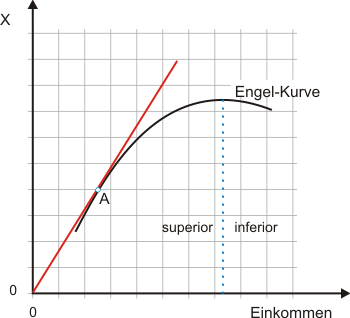 X
Engel-Kurve
A
superior
inferior
0
0
Einkommen